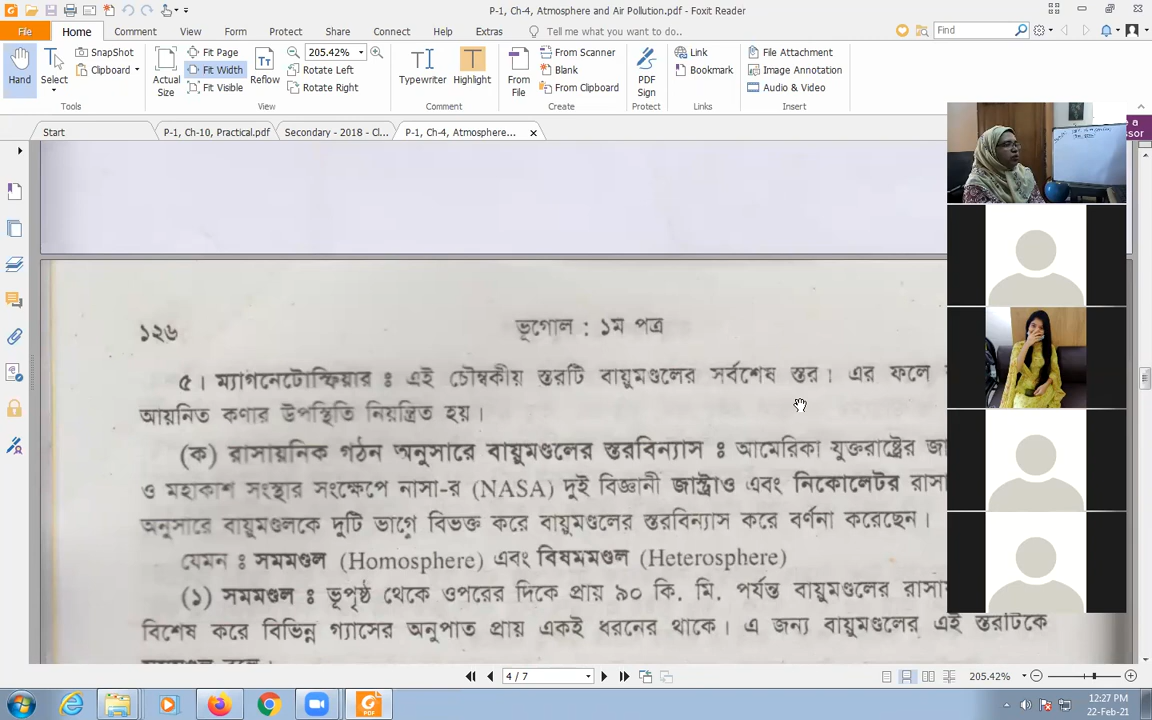 P-1, Ch-4, Atmosphere and Air Pollution.pdf - Foxit Reader
File Home Comment View Form Protect Share Connect Help Extras Tell me what you want to do... Find
Hand
Select
SnapShot
Clipboard
Actual Size
Fit Page
Fit Width
Fit Visible
Reflow
205.42%
Rotate Left
Rotate Right
Typewriter
Highlight
From File
From Scanner
Blank
From Clipboard
PDF Sign
Link
Bookmark
File Attachment
Image Annotation
Audio & Video
Tools View Comment Create Protect Links Insert
Start P-1, Ch-10, Practical.pdf Secondary - 2018 - Cl... P-1, Ch-4, Atmosphere...
১২৬ ভূগোল : ১ম পত্র
৫। ম্যাগনেটোস্ফিয়ার ঃ এই চৌম্বকীয় স্তরটি বায়ুমণ্ডলের সর্বশেষ স্তর। এর ফলে
আয়নিত কণার উপস্থিতি নিয়ন্ত্রিত হয়।
(ক) রাসায়নিক গঠন অনুসারে বায়ুমণ্ডলের স্তরবিন্যাস ঃ আমেরিকা যুক্তরাষ্ট্রের জা
ও মহাকাশ সংস্থার সংক্ষেপে নাসা-র (NASA) দুই বিজ্ঞানী জাস্ট্রাও এবং নিকোলেটর রাসা
অনুসারে বায়ুমণ্ডলকে দুটি ভাগে বিভক্ত করে বায়ুমণ্ডলের স্তরবিন্যাস করে বর্ণনা করেছেন।
যেমন ঃ সমমণ্ডল (Homosphere) এবং বিষমমণ্ডল (Heterosphere)
(১) সমমণ্ডল ঃ ভূপৃষ্ঠ থেকে ওপরের দিকে প্রায় ৯০ কি. মি. পর্যন্ত বায়ুমণ্ডলের রাসা
বিশেষ করে বিভিন্ন গ্যাসের অনুপাত প্রায় একই ধরনের থাকে। এ জন্য বায়ুমণ্ডলের এই স্তরটিকে
4 / 7 205.42%
12:27 PM
22-Feb-21